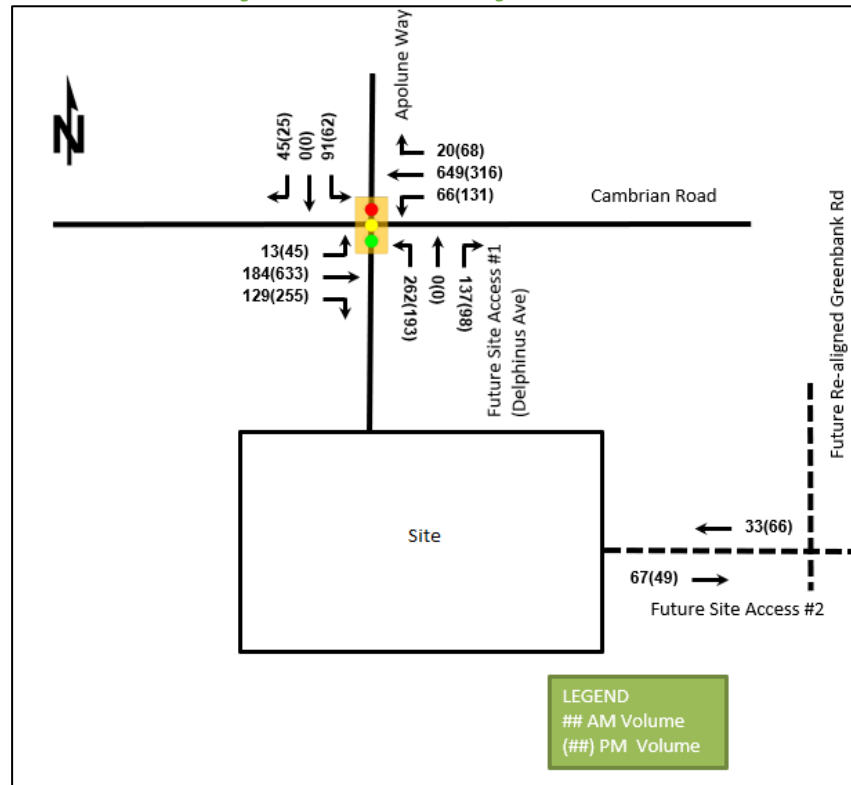 Apolune Way
N
45(25)
0(0)
91(62)
20(68)
649(316)
66(131)
Cambrian Road
13(45)
184(633)
129(255)
262(193)
0(0)
137(98)
Future Site Access #1
(Delphinus Ave)
Future Re-aligned Greenbank Rd
Site
33(66)
67(49)
Future Site Access #2
LEGEND
## AM Volume
(##) PM Volume